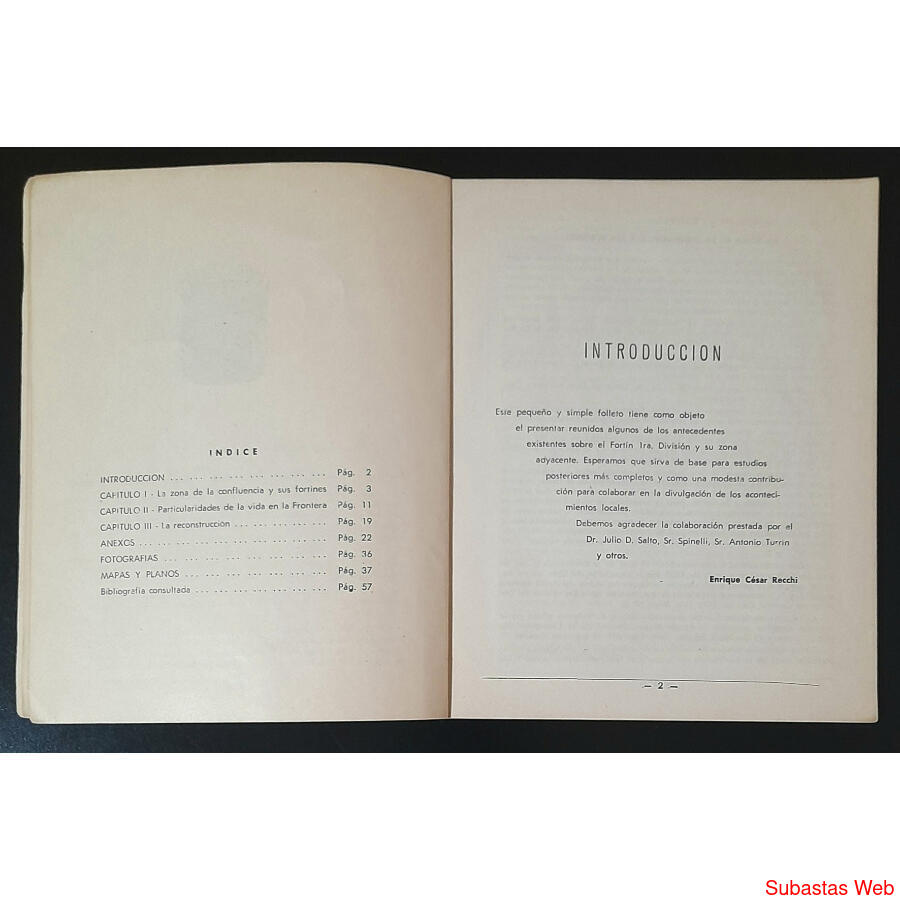 INDICE
INTRODUCCION ... ... ... ... ... ... ... ... Pág. 2
CAPITULO I - La zona de la confluencia y sus fortines Pág. 3
CAPITULO II - Particularidades de la vida en la Frontera Pág. 11
CAPITULO III - La reconstrucción ... ... ... ... ... Pág. 19
ANEXOS ... ... ... ... ... ... ... ... ... ... Pág. 22
FOTOGRAFIAS ... ... ... ... ... ... ... ... ... Pág. 36
MAPAS Y PLANOS ... ... ... ... ... ... ... ... Pág. 37
Bibliografía consultada ... ... ... ... ... ... ... Pág. 57
INTRODUCCION
Este pequeño y simple folleto tiene como objeto
el presentar reunidos algunos de los antecedentes
existentes sobre el Fortín 1ra. División y su zona
adyacente. Esperamos que sirva de base para estudios
posteriores más completos y como una modesta contribu-
ción para colaborar en la divulgación de los aconteci-
mientos locales.
Debemos agradecer la colaboración prestada por el
Dr. Julio D. Salto, Sr. Spinelli, Sr. Antonio Turrin
y otros.
Enrique César Recchi
— 2 —
Subastas Web